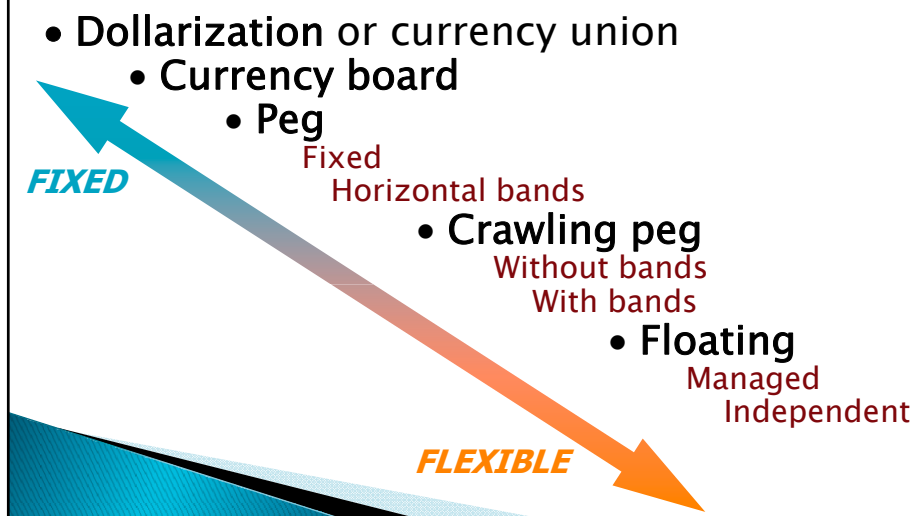 • Dollarization or currency union
• Currency board
• Peg
Fixed
FIXED
Horizontal bands
• Crawling peg
Without bands
With bands
• Floating
Managed
Independent
FLEXIBLE